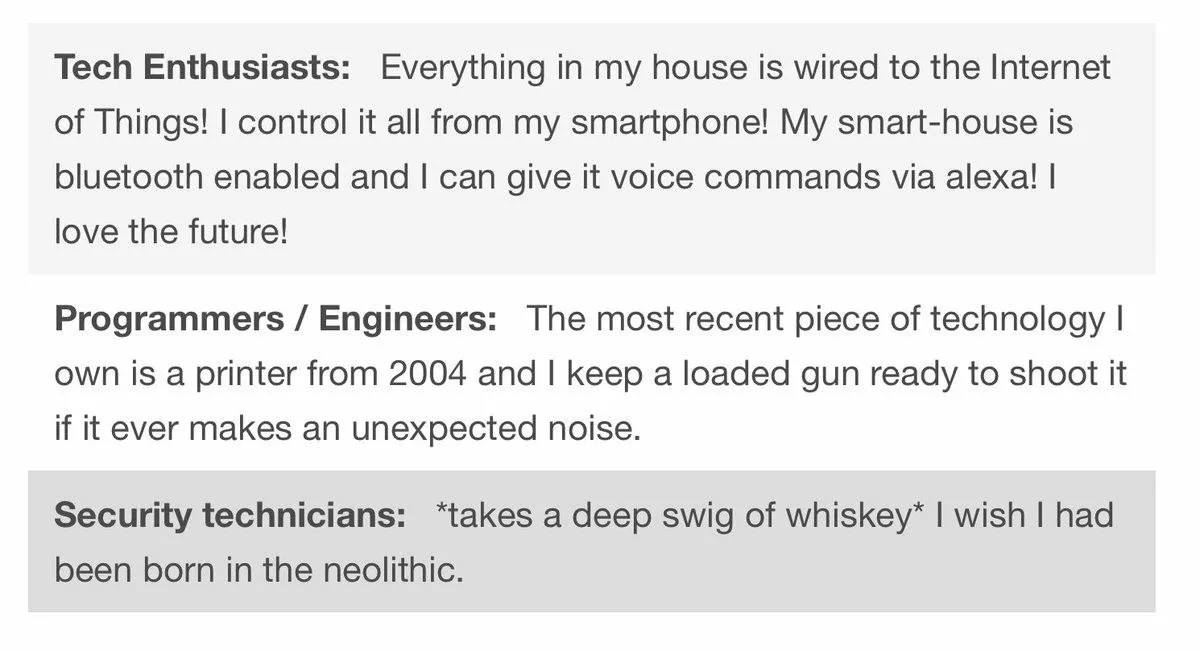 Tech Enthusiasts: Everything in my house is wired to the Internet
of Things! I control it all from my smartphone! My smart-house is
bluetooth enabled and I can give it voice commands via alexa! I
love the future!
Programmers / Engineers: The most recent piece of technology I
own is a printer from 2004 and I keep a loaded gun ready to shoot it
if it ever makes an unexpected noise.
Security technicians: *takes a deep swig of whiskey* I wish I had
been born in the neolithic.